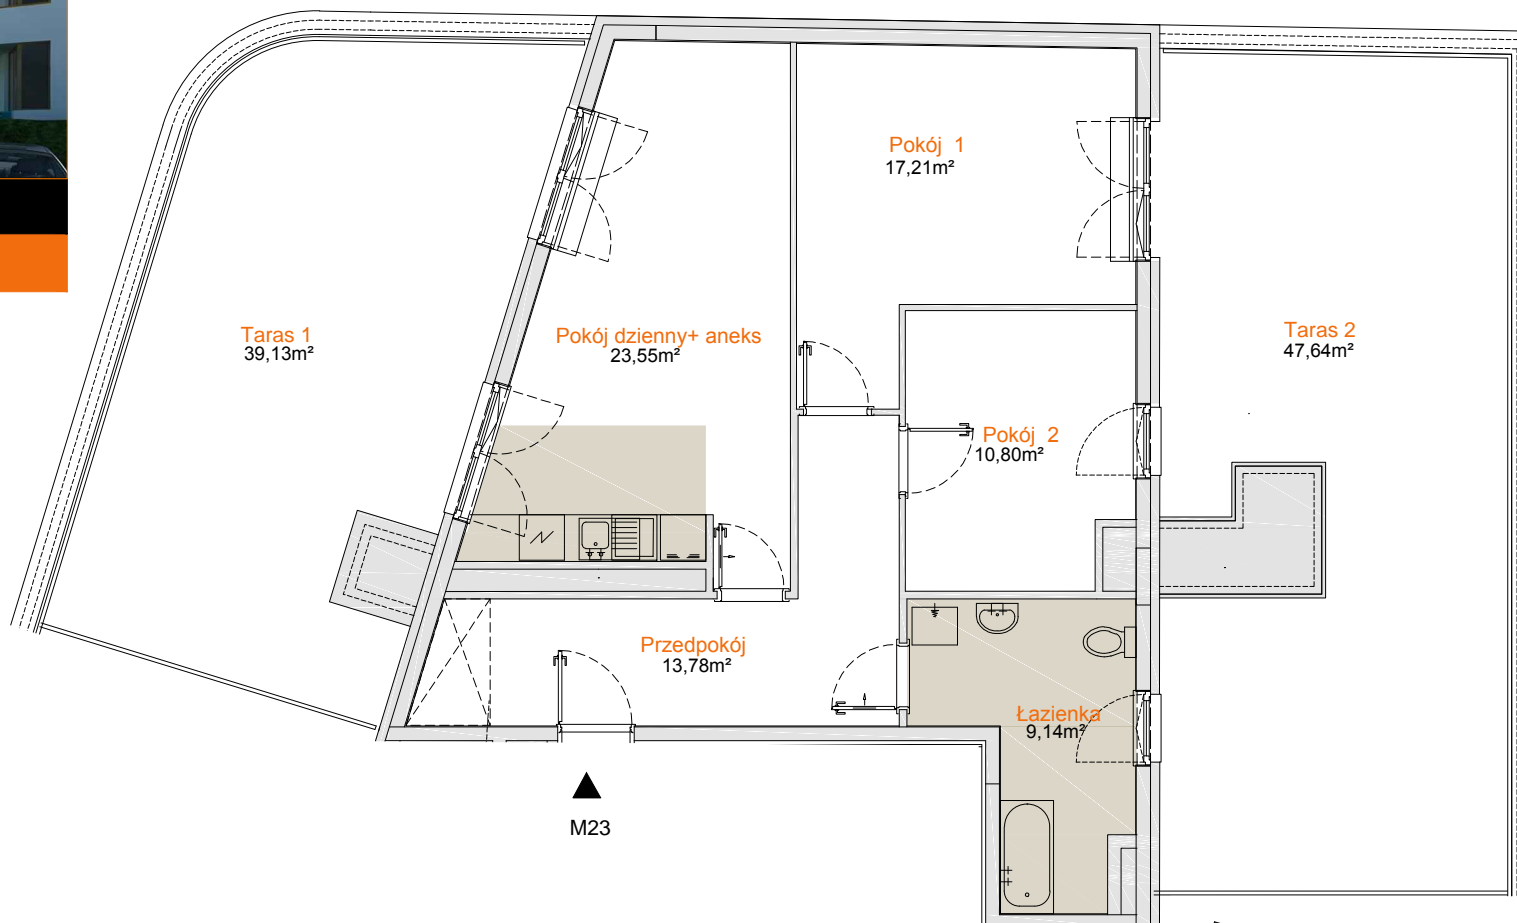 Pokój 1
17,21m²
Taras 1
39,13m²
Pokój dzienny+ aneks
23,55m²
Taras 2
47,64m²
Pokój 2
10,80m²
Przedpokój
13,78m²
Łazienka
9,14m²
M23